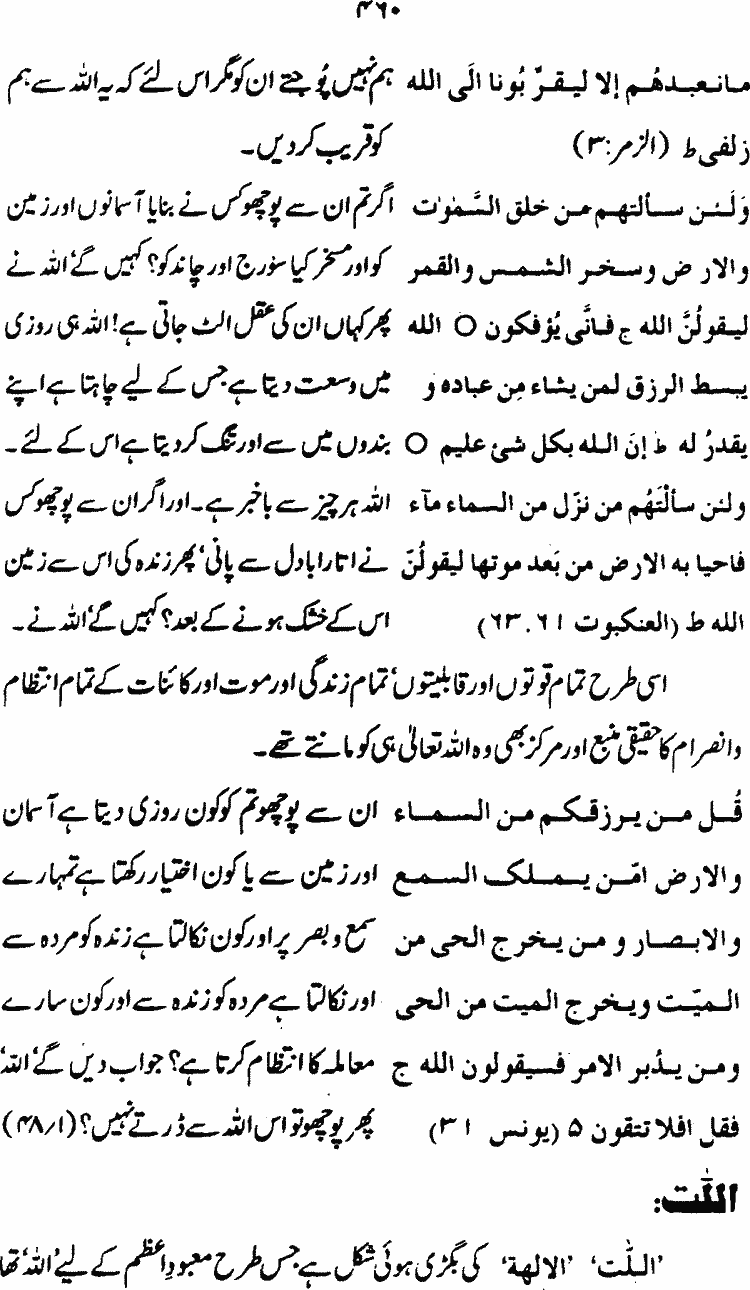 ۴۶۰
مانعبدهُم إلا ليقرِّ بُونا الَى الله ہم نہیں پُوجتے ان کو مگر اس لئے کہ یہ اللہ سے ہم
زلفى ط (الزمر:۳) کو قریب کر دیں۔
وَلَئن سألتهم من خلق السَّمٰوٰت اگر تم ان سے پوچھو کس نے بنایا آسمانوں اور زمین
والار ض وسخر الشمس والقمر کو اور مسخر کیا سورج اور چاند کو؟ کہیں گے، اللہ نے
ليقولُنَّ الله ج فانَّى يُؤفكون ○ الله پھر کہاں ان کی عقل الٹ جاتی ہے! اللہ ہی روزی
يبسط الرزق لمن يشاء مِن عباده و میں وسعت دیتا ہے جس کے لیے چاہتا ہے اپنے
يقدرُ له ط إنَ الله بكل شئ عليم ○ بندوں میں سے اور تنگ کر دیتا ہے اس کے لئے۔
ولئن سألْتَهُم من نزّل من السماء مآء اللہ ہر چیز سے باخبر ہے۔ اور اگر ان سے پوچھو کس
فاحيا به الارض من بَعد موتها ليقولُنّ نے اتارا بادل سے پانی، پھر زندہ کی اس سے زمین
الله ط (العنكبوت ۶۱. ۶۳) اس کے خشک ہونے کے بعد؟ کہیں گے، اللہ نے۔
اسی طرح تمام قوتوں اور قابلیتوں، تمام زندگی اور موت اور کائنات کے تمام انتظام
وانصرام کا حقیقی منبع اور مرکز بھی وہ اللہ تعالیٰ ہی کو مانتے تھے۔
قُل من يرزقكم من السماء ان سے پوچھو تم کو کون روزی دیتا ہے آسمان
والارض امّن يملك السمع اور زمین سے یا کون اختیار رکھتا ہے تمہارے
والابصار و من يخرج الحى من سمع و بصر پر اور کون نکالتا ہے زندہ کو مردہ سے
الميّت ويخرج الميت من الحى اور نکالتا ہے مردہ کو زندہ سے اور کون سارے
ومن يدُبر الامر فسيقولون الله ج معاملہ کا انتظام کرتا ہے؟ جواب دیں گے، اللہ،
فقل افلا تتقون ۵ (يونس ۳۱) پھر پوچھو تو اس اللہ سے ڈرتے نہیں؟ (۱/۴۸)
اللّٰت:
'اللّٰت' 'الالهة' کی بگڑی ہوئی شکل ہے جس طرح معبودِ اعظم کے لیے 'اللہ' تھا